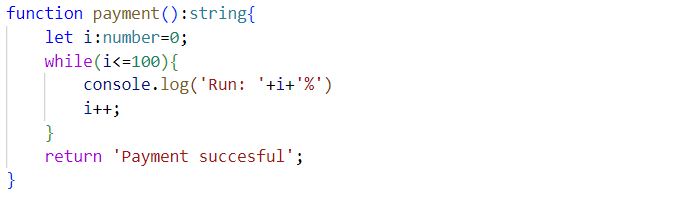 function payment():string{
let i:number=0;
while(i<=100){
console.log('Run: '+i+'%')
i++;
}
return 'Payment succesful';
}